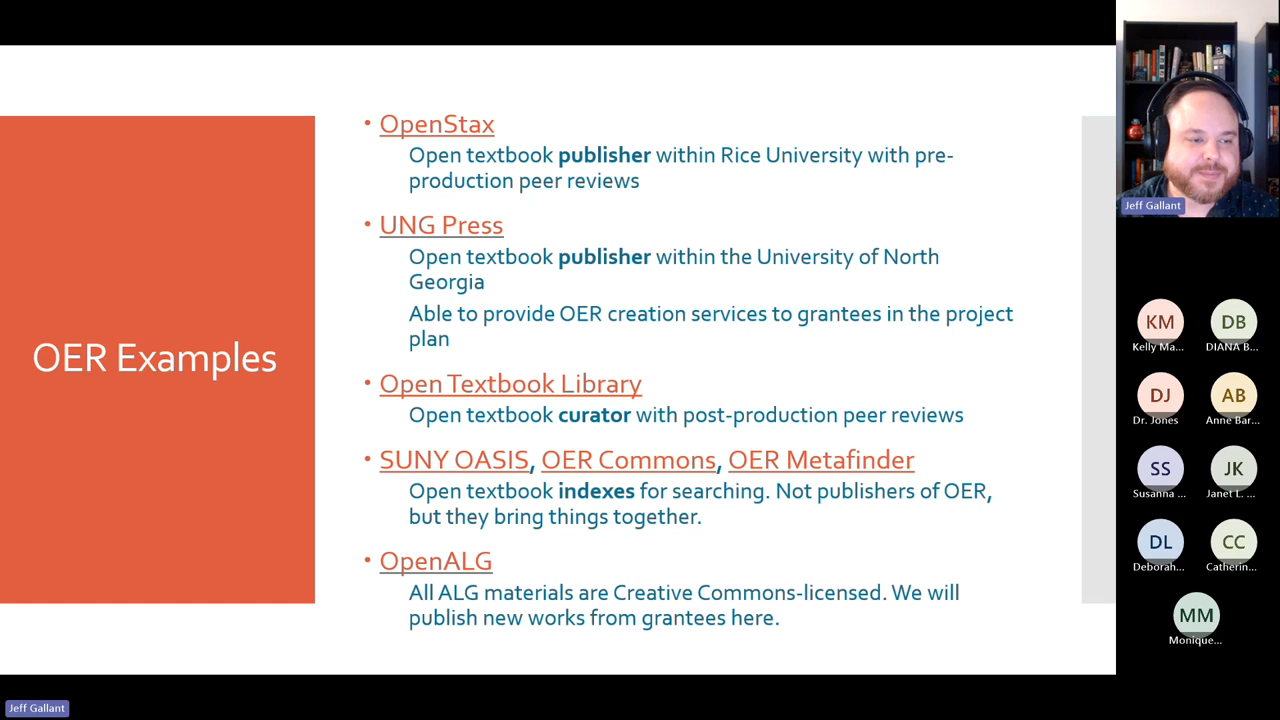 OER Examples
• OpenStax
Open textbook publisher within Rice University with pre-
production peer reviews
• UNG Press
Open textbook publisher within the University of North
Georgia
Able to provide OER creation services to grantees in the project
plan
• Open Textbook Library
Open textbook curator with post-production peer reviews
• SUNY OASIS, OER Commons, OER Metafinder
Open textbook indexes for searching. Not publishers of OER,
but they bring things together.
• OpenALG
All ALG materials are Creative Commons-licensed. We will
publish new works from grantees here.
Jeff Gallant
KM
Kelly Ma...
DB
DIANA B...
DJ
Dr. Jones
AB
Anne Bar...
SS
Susanna ...
JK
Janet L. ...
DL
Deborah...
CC
Catherin...
MM
Monique...
Jeff Gallant